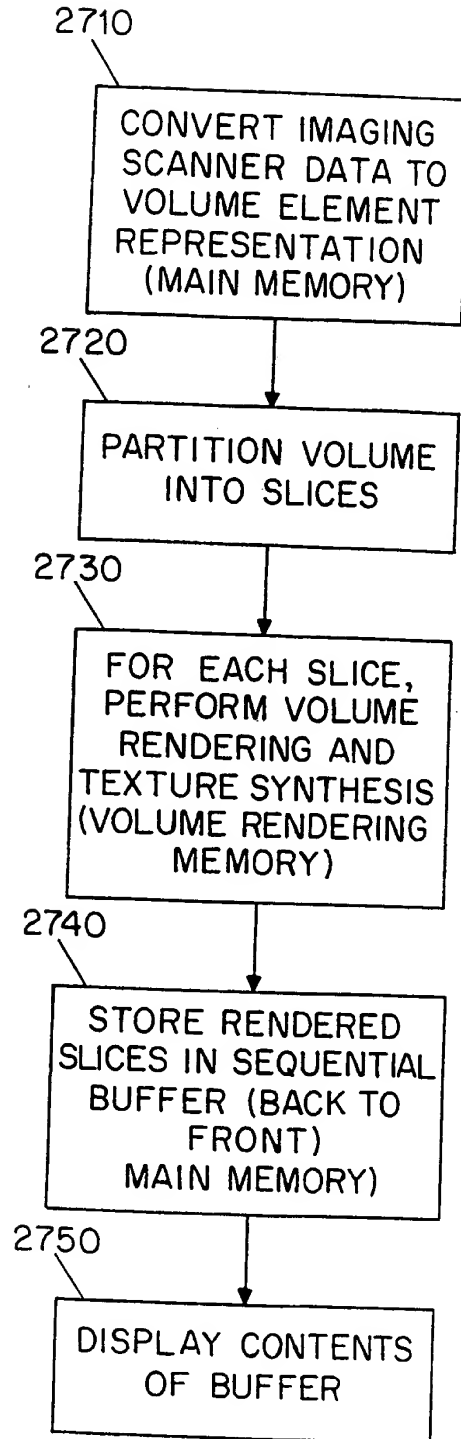 2710
CONVERT IMAGING
SCANNER DATA TO
VOLUME ELEMENT
REPRESENTATION
(MAIN MEMORY)
2720
PARTITION VOLUME
INTO SLICES
2730
FOR EACH SLICE,
PERFORM VOLUME
RENDERING AND
TEXTURE SYNTHESIS
(VOLUME RENDERING
MEMORY)
2740
STORE RENDERED
SLICES IN SEQUENTIAL
BUFFER (BACK TO
FRONT)
MAIN MEMORY)
2750
DISPLAY CONTENTS
OF BUFFER